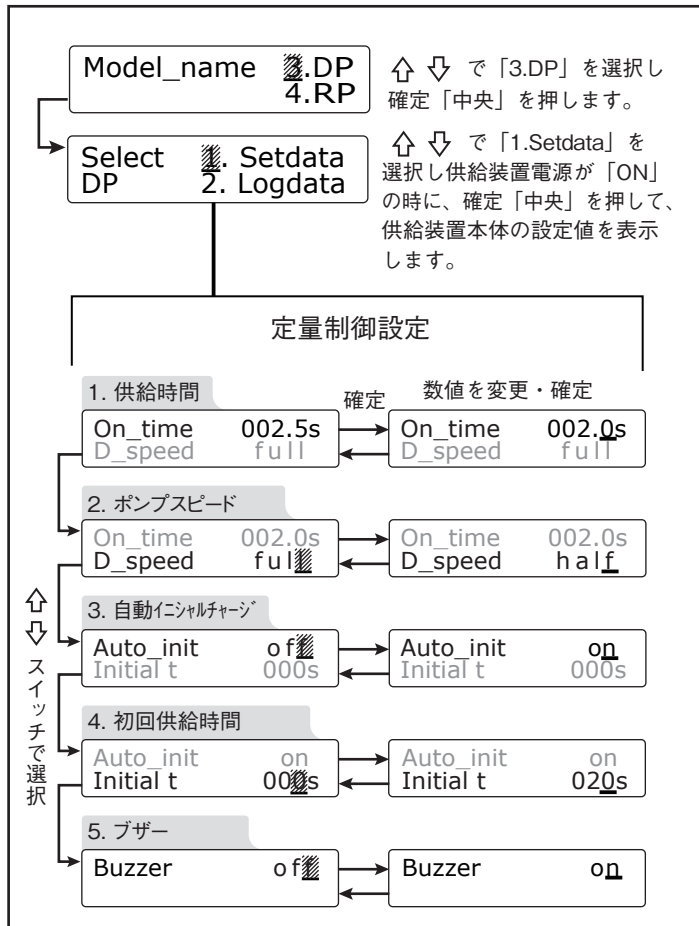 Model_name 3.DP
4.RP
⇧ ⇩ で「3.DP」を選択し
確定「中央」を押します。
Select 1. Setdata
DP 2. Logdata
⇧ ⇩ で「1.Setdata」を
選択し供給装置電源が「ON」
の時に、確定「中央」を押して、
供給装置本体の設定値を表示
します。
定量制御設定
1. 供給時間
確定
数値を変更・確定
On_time 002.5s
D_speed full
On_time 002.0s
D_speed full
2. ポンプスピード
On_time 002.0s
D_speed full
On_time 002.0s
D_speed half
3. 自動ｲﾆｼｬﾙﾁｬｰｼﾞ
Auto_init off
Initial t 000s
Auto_init on
Initial t 000s
4. 初回供給時間
Auto_init on
Initial t 000s
Auto_init on
Initial t 020s
5. ブザー
Buzzer off
Buzzer on
⇧⇩スイッチで選択